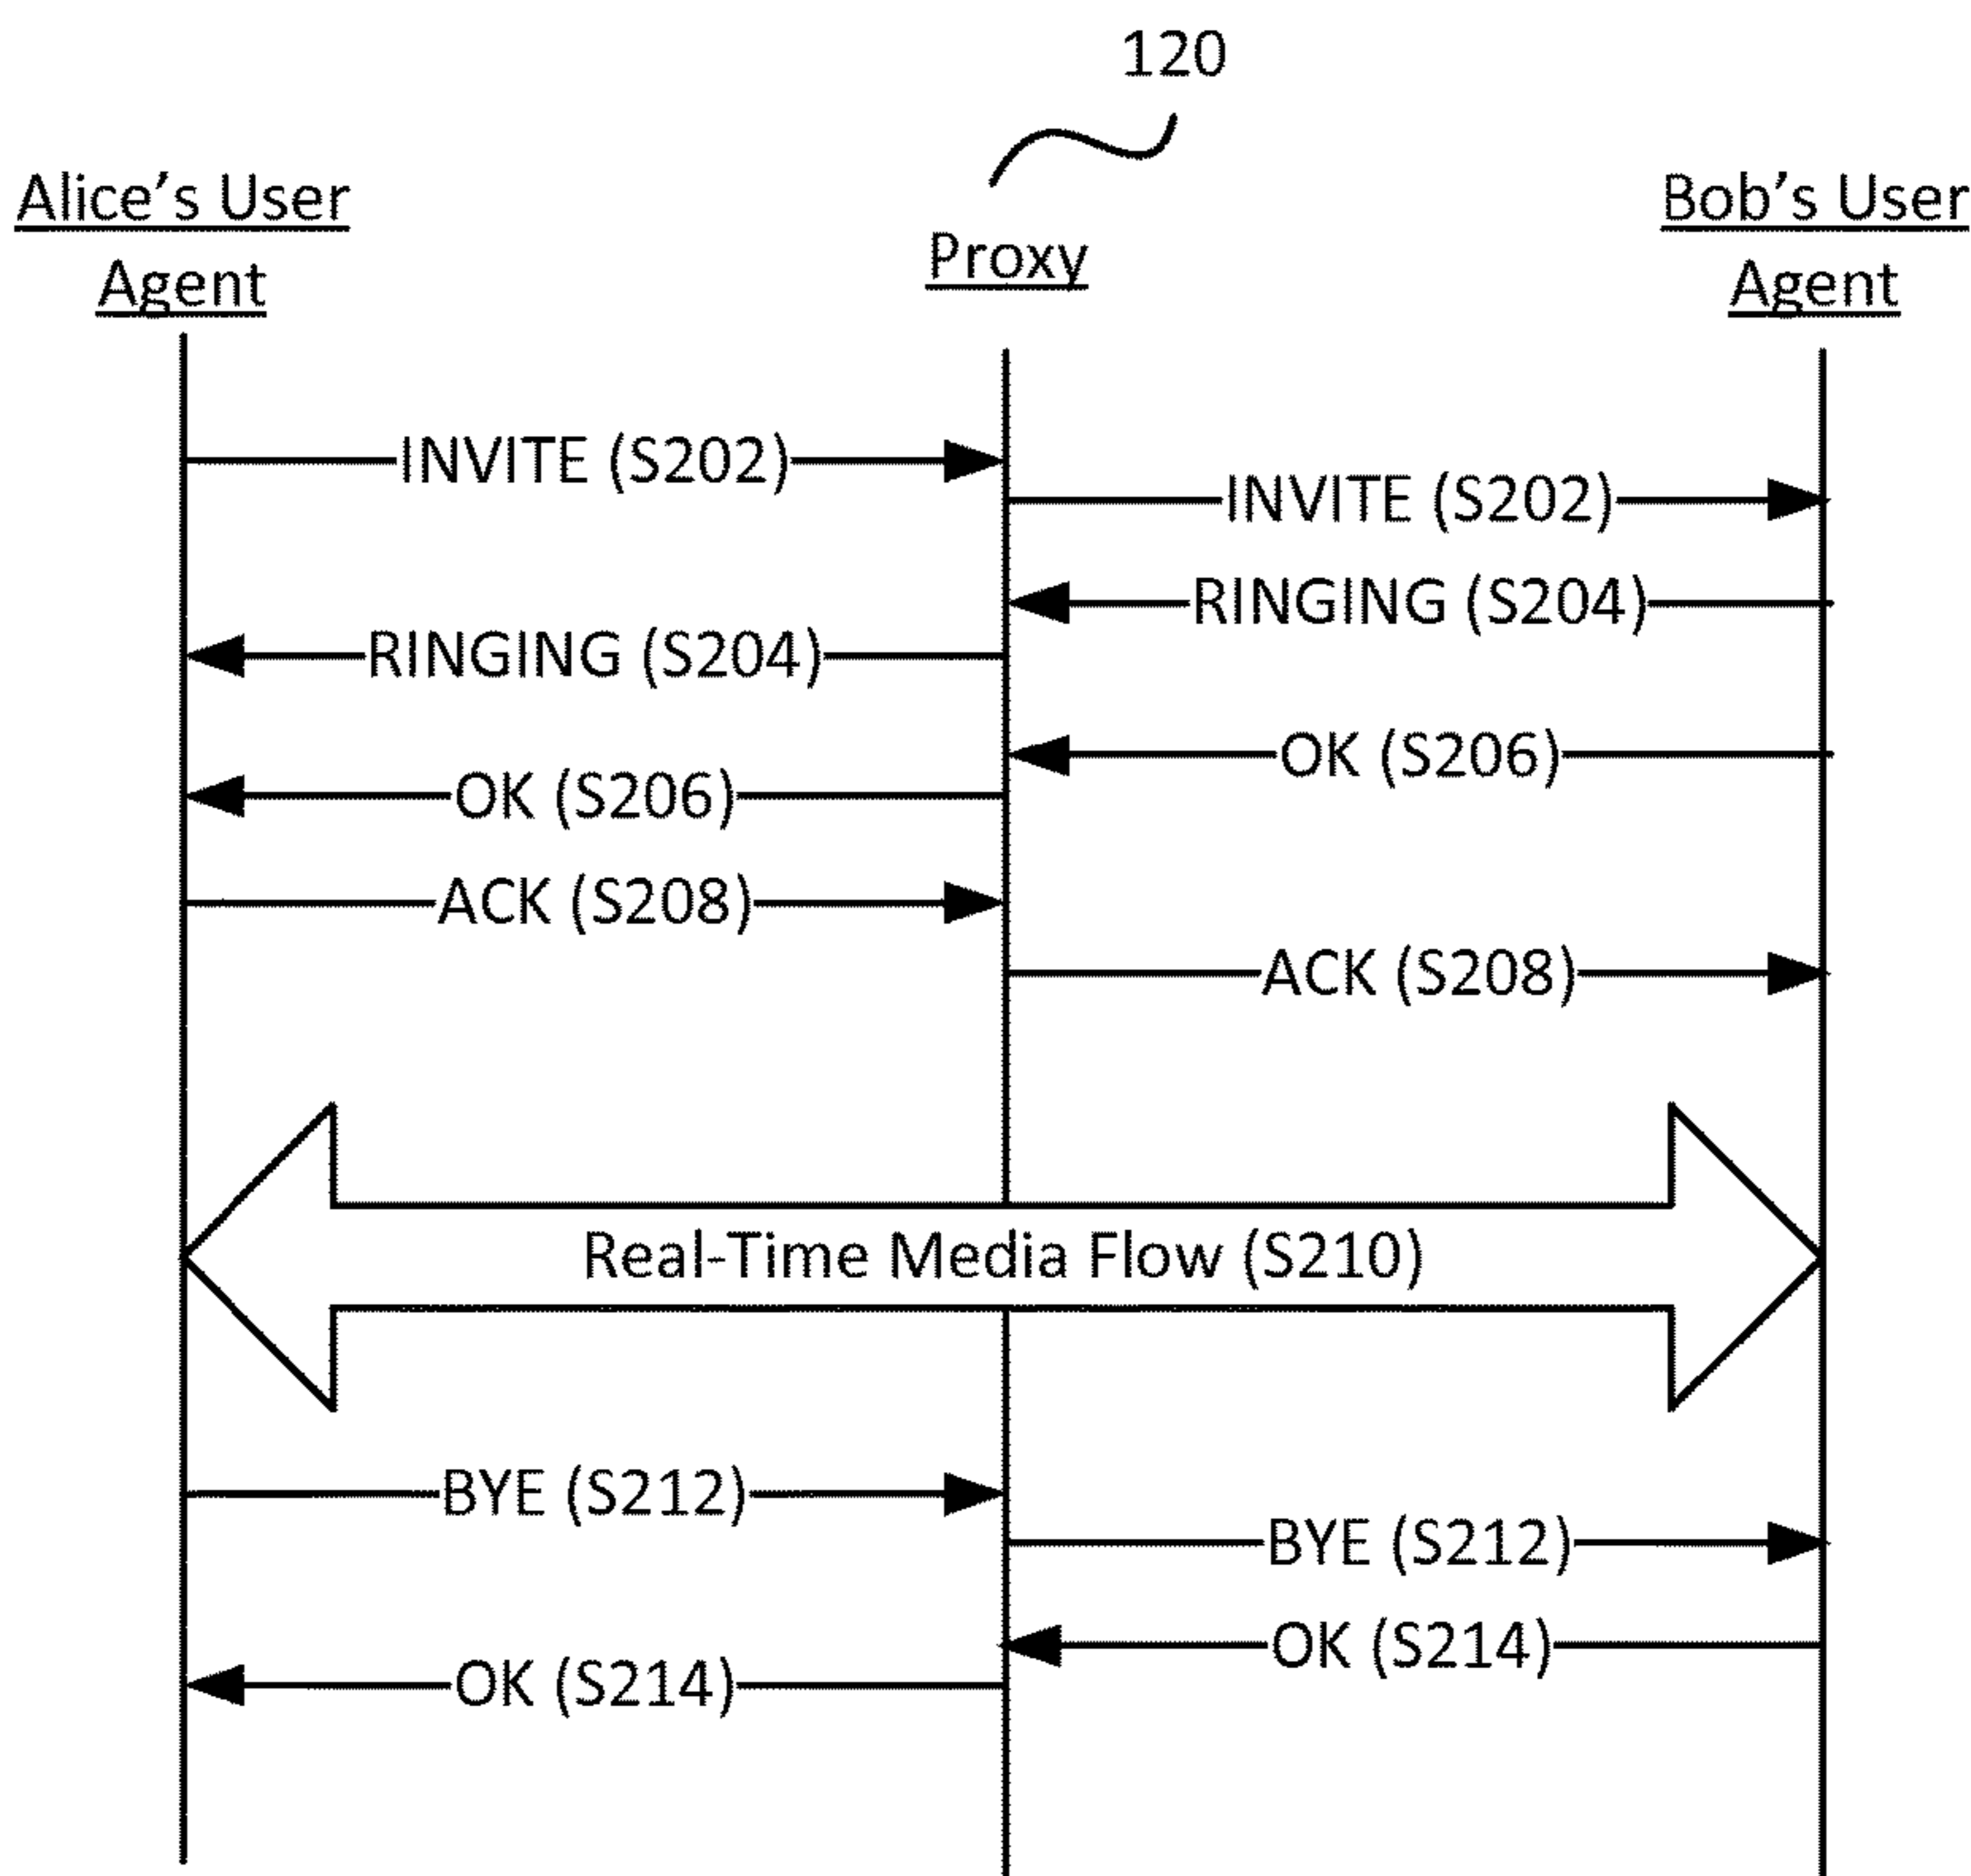 120
Alice's User
Agent
Proxy
Bob's User
Agent
INVITE (S202)
INVITE (S202)
RINGING (S204)
RINGING (S204)
OK (S206)
OK (S206)
ACK (S208)
ACK (S208)
Real-Time Media Flow (S210)
BYE (S212)
BYE (S212)
OK (S214)
OK (S214)